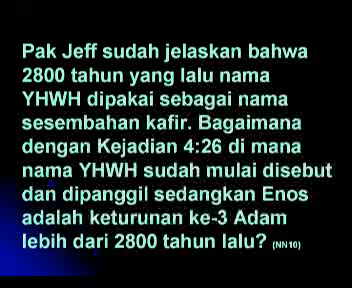 Pak Jeff sudah jelaskan bahwa
2800 tahun yang lalu nama
YHWH dipakai sebagai nama
sesembahan kafir. Bagaimana
dengan Kejadian 4:26 di mana
nama YHWH sudah mulai disebut
dan dipanggil sedangkan Enos
adalah keturunan ke-3 Adam
lebih dari 2800 tahun lalu? (NN10)